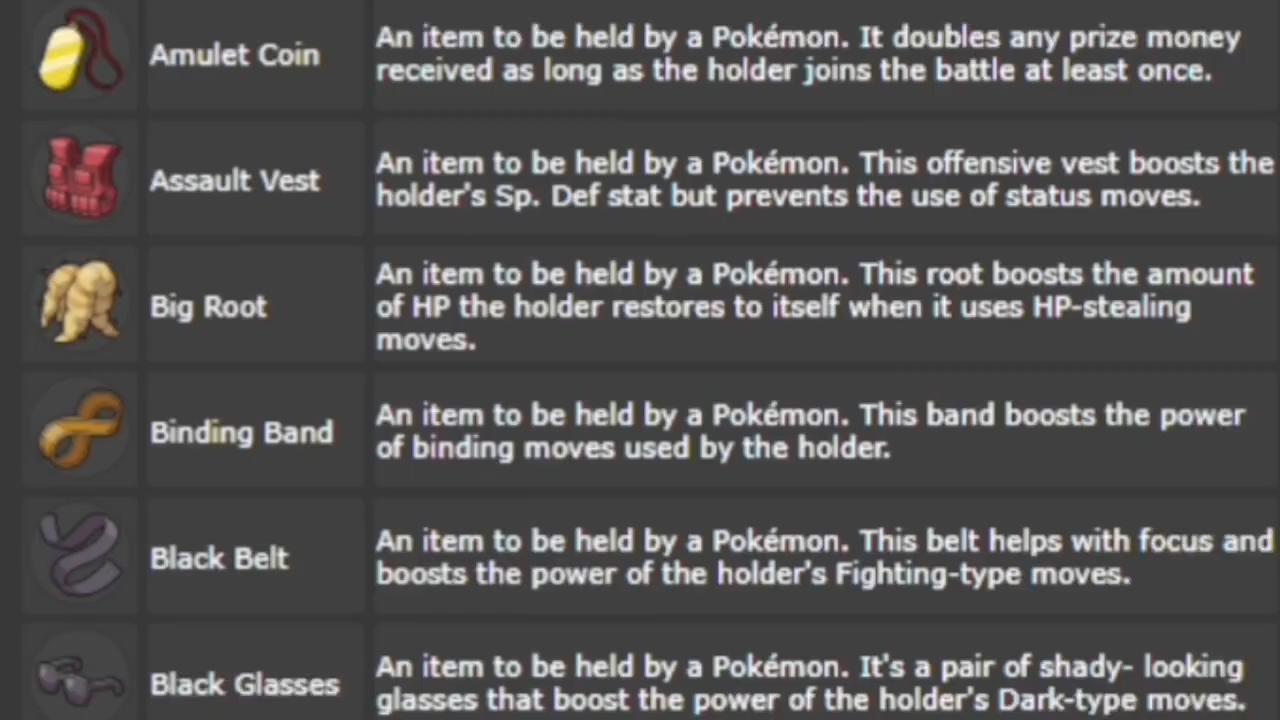 Amulet Coin
An item to be held by a Pokémon. It doubles any prize money
received as long as the holder joins the battle at least once.
Assault Vest
An item to be held by a Pokémon. This offensive vest boosts the
holder's Sp. Def stat but prevents the use of status moves.
Big Root
An item to be held by a Pokémon. This root boosts the amount
of HP the holder restores to itself when it uses HP-stealing
moves.
Binding Band
An item to be held by a Pokémon. This band boosts the power
of binding moves used by the holder.
Black Belt
An item to be held by a Pokémon. This belt helps with focus and
boosts the power of the holder's Fighting-type moves.
Black Glasses
An item to be held by a Pokémon. It's a pair of shady- looking
glasses that boost the power of the holder's Dark-type moves.